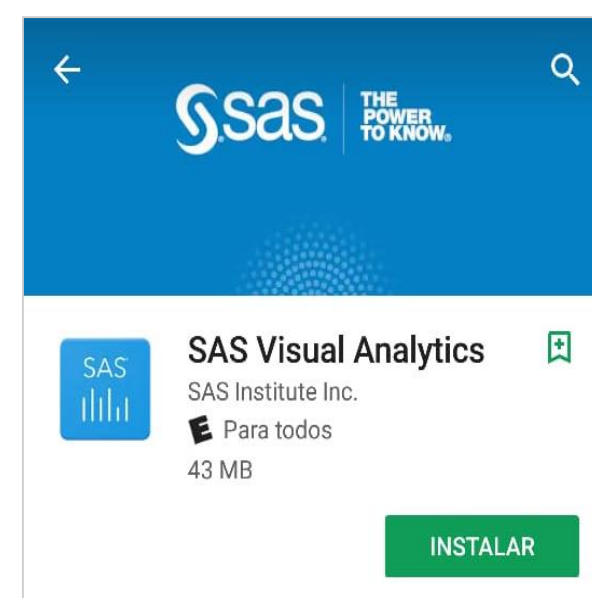 sas
THE
POWER
TO KNOW®
SAS Visual Analytics
SAS
SAS Institute Inc.
E Para todos
43 MB
INSTALAR